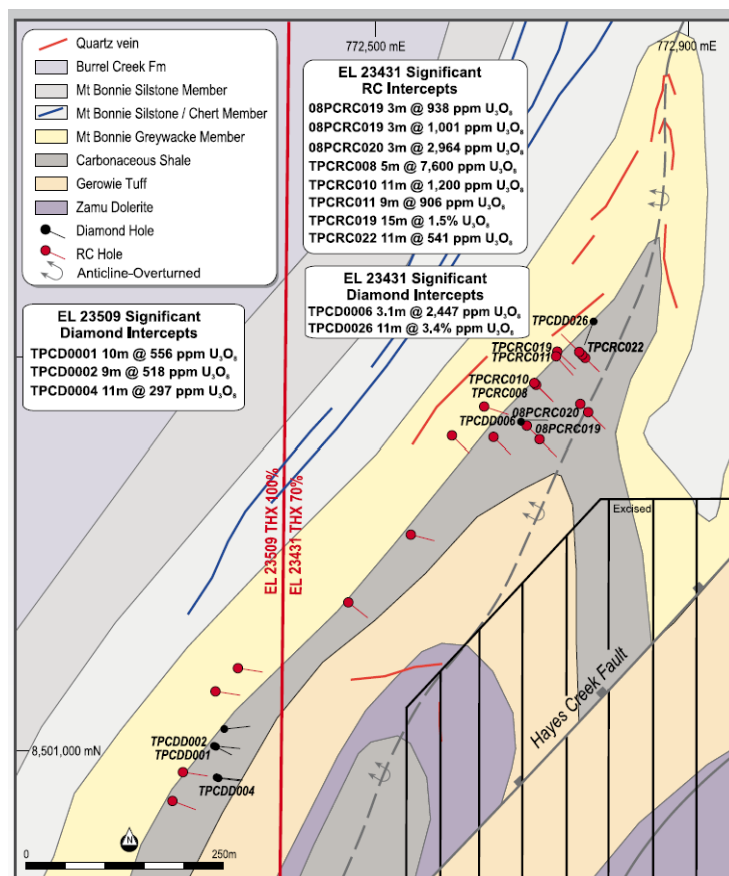 772,500 mE
772,900 mE
Quartz vein
Burrel Creek Fm
Mt Bonnie Silstone Member
Mt Bonnie Silstone / Chert Member
Mt Bonnie Greywacke Member
Carbonaceous Shale
Gerowie Tuff
Zamu Dolerite
Diamond Hole
RC Hole
Anticline-Overturned
EL 23431 Significant
RC Intercepts
08PCRC019 3m @ 938 ppm U₃O₈
08PCRC019 3m @ 1,001 ppm U₃O₈
08PCRC020 3m @ 2,964 ppm U₃O₈
TPCRC008 5m @ 7,600 ppm U₃O₈
TPCRC010 11m @ 1,200 ppm U₃O₈
TPCRC011 9m @ 906 ppm U₃O₈
TPCRC019 15m @ 1.5% U₃O₈
TPCRC022 11m @ 541 ppm U₃O₈
EL 23431 Significant
Diamond Intercepts
TPCD0006 3.1m @ 2,447 ppm U₃O₈
TPCD0026 11m @ 3,4% ppm U₃O₈
EL 23509 Significant
Diamond Intercepts
TPCD0001 10m @ 556 ppm U₃O₈
TPCD0002 9m @ 518 ppm U₃O₈
TPCD0004 11m @ 297 ppm U₃O₈
TPCDD026
TPCRC019
TPCRC011
TPCRC022
TPCRC010
TPCRC008
08PCRC020
TPCDD006
08PCRC019
EL 23509 THX 100%
EL 23431 THX 70%
Excised
Hayes Creek Fault
TPCDD002
TPCDD001
8,501,000 mN
TPCDD004
N
0
250m